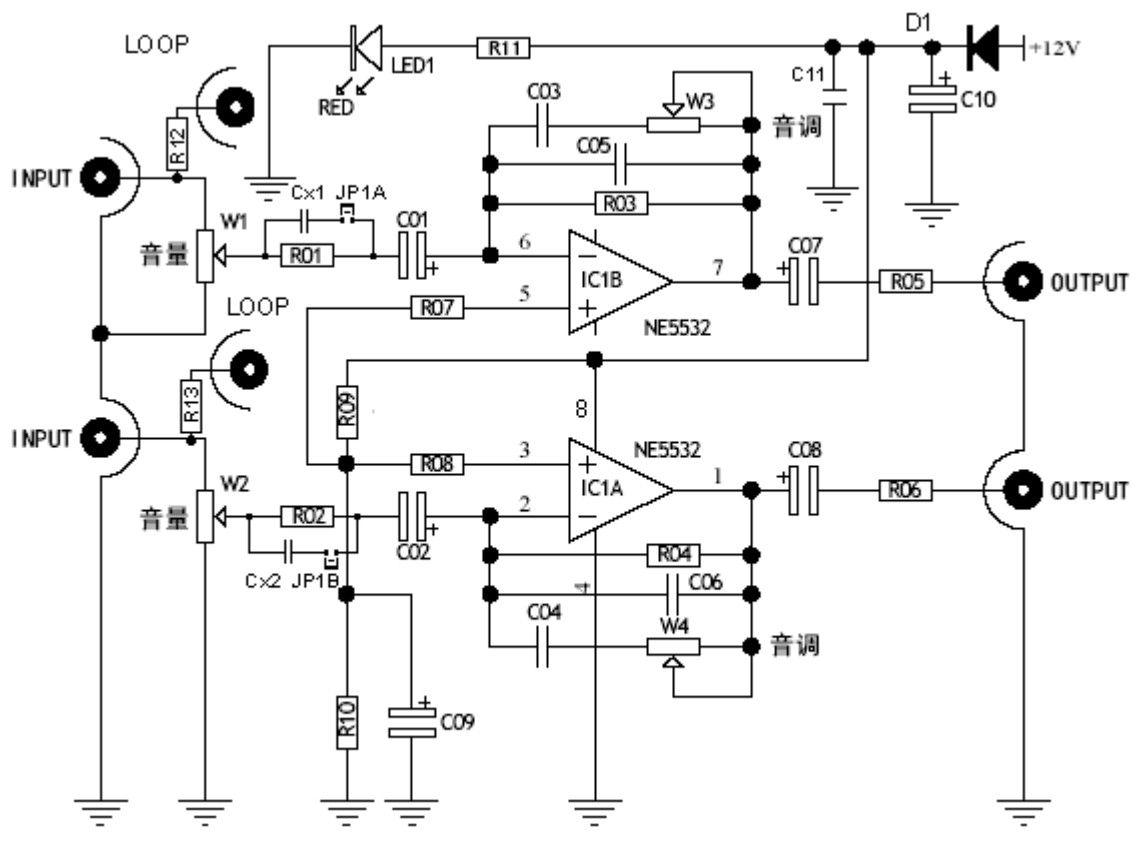 LOOP
D1
R11
LED1
RED
+12V
C11
C10
C03
W3
音调
C05
R12
INPUT
Cx1 JP1A
R03
W1
C01
音量
R01
6
IC1B
7
C07
R05
OUTPUT
LOOP
5
R07
NE5532
R13
R09
8
INPUT
NE5532
C08
R08
3
IC1A
1
W2
R06
OUTPUT
音量
R02
2
C02
R04
Cx2 JP1B
4
C06
C04
W4
音调
R10
C09